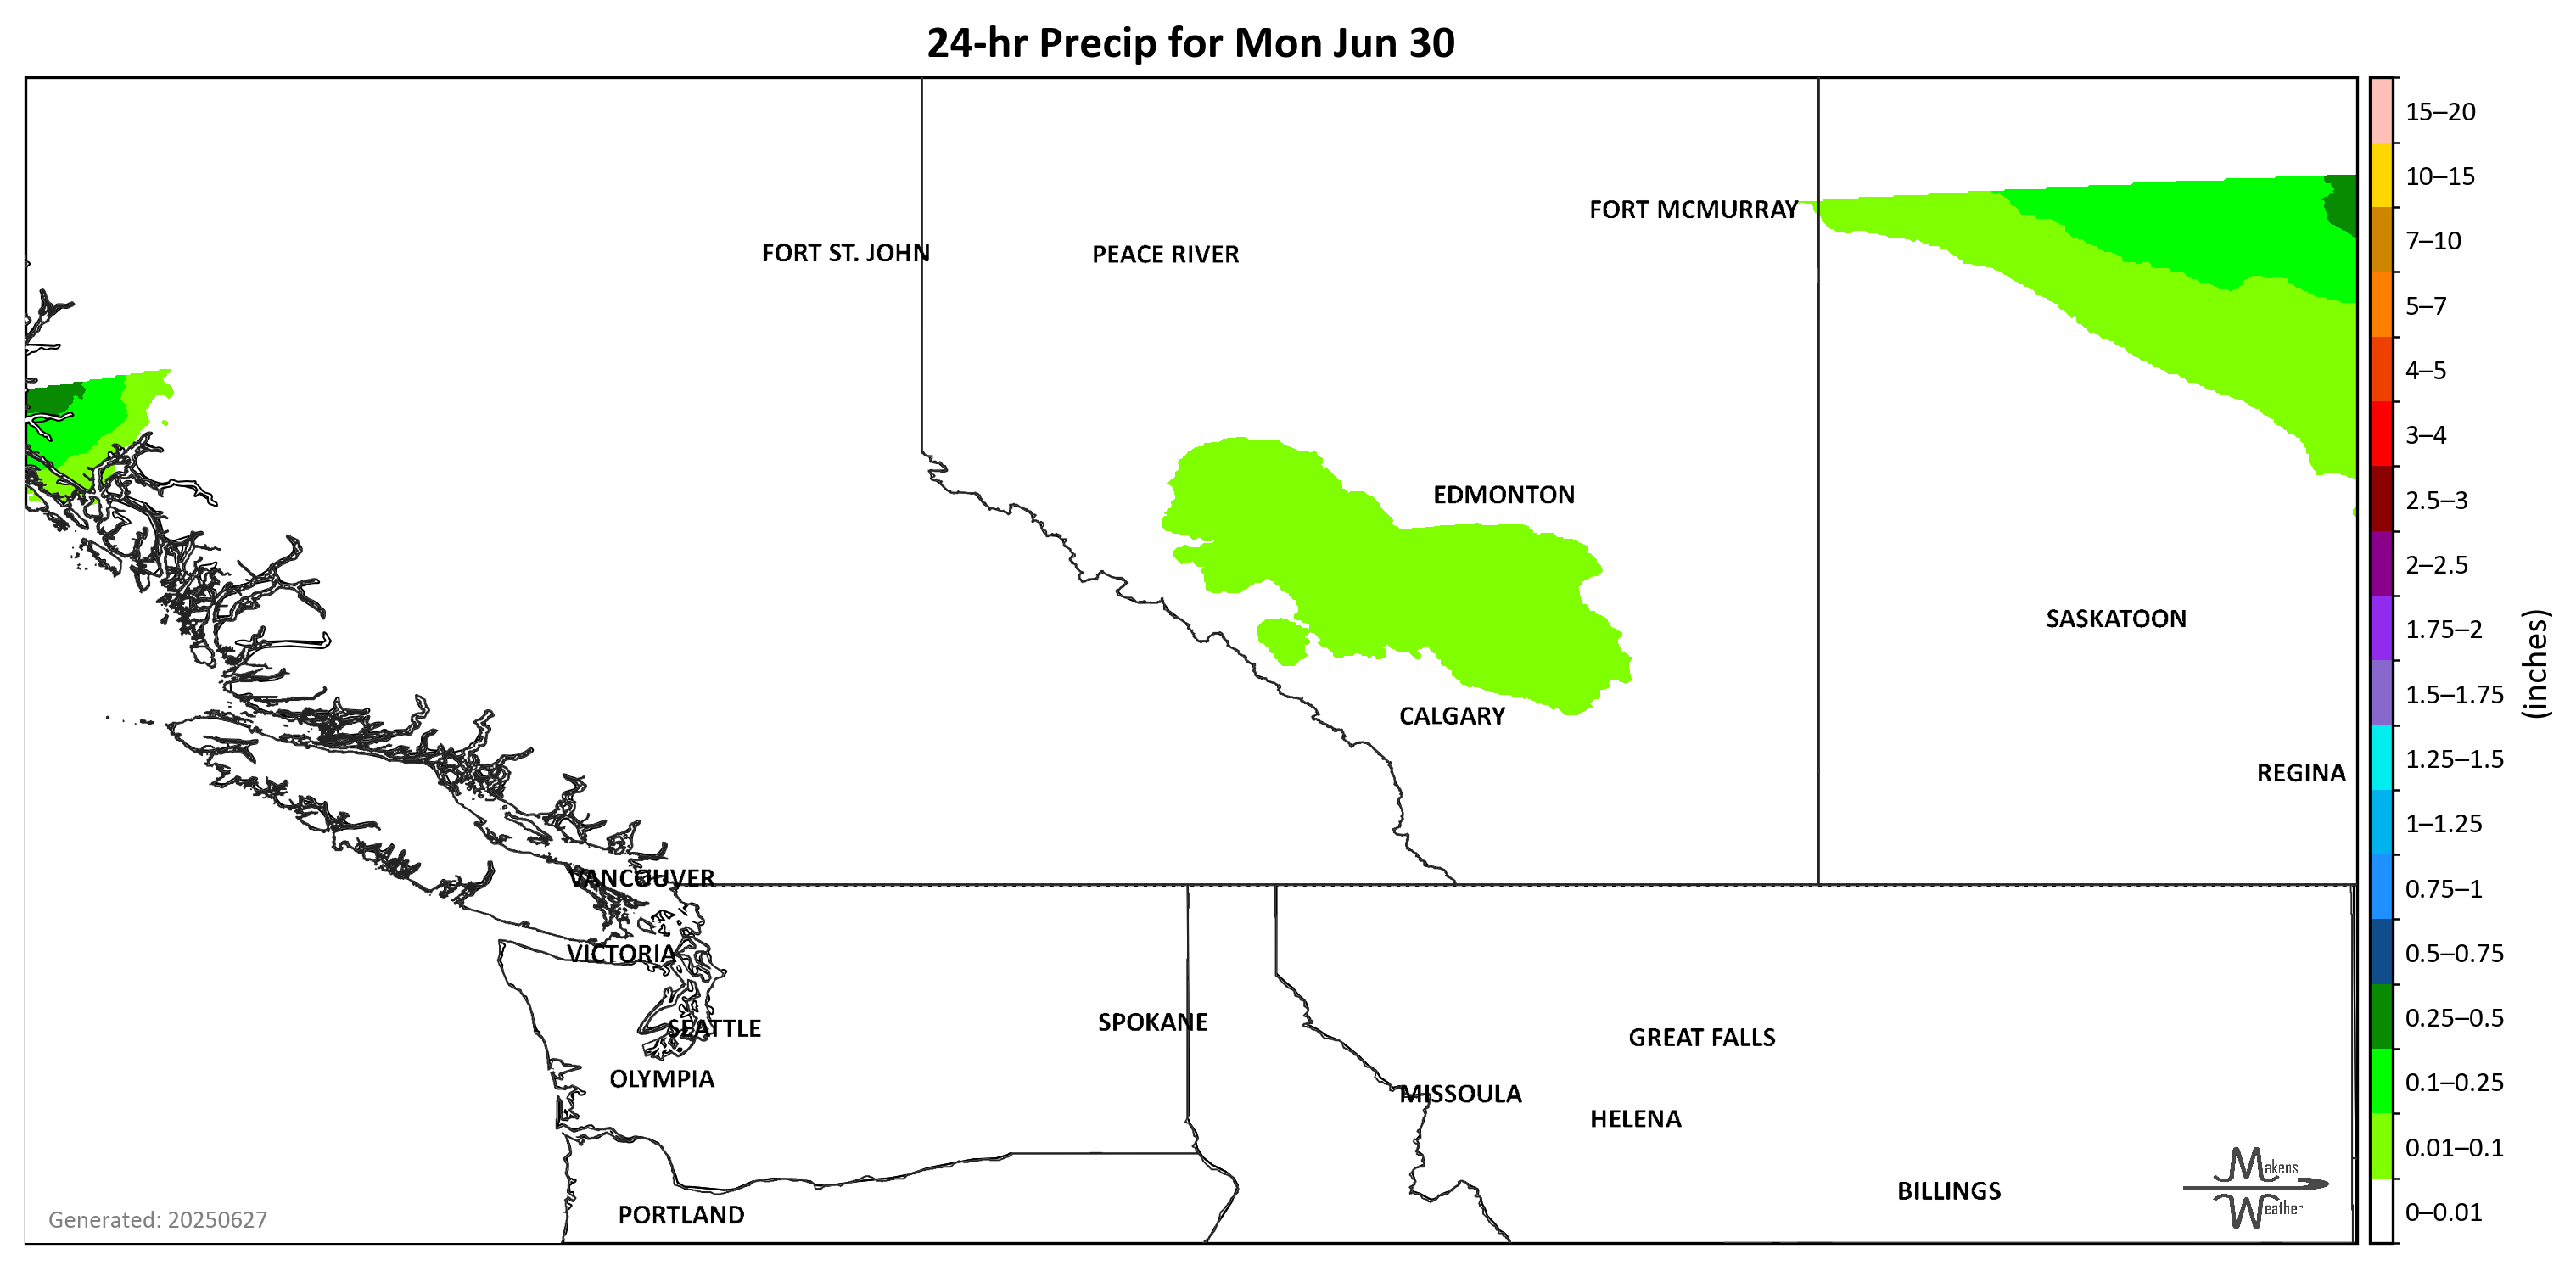 24-hr Precip for Mon Jun 30
15–20
10–15
FORT MCMURRAY
7–10
FORT ST. JOHN
PEACE RIVER
5–7
4–5
3–4
EDMONTON
2.5–3
2–2.5
SASKATOON
1.75–2
(inches)
1.5–1.75
CALGARY
1.25–1.5
REGINA
1–1.25
VANCOUVER
0.75–1
VICTORIA
0.5–0.75
0.25–0.5
SPOKANE
SEATTLE
GREAT FALLS
OLYMPIA
0.1–0.25
MISSOULA
HELENA
0.01–0.1
Makens
Weather
BILLINGS
PORTLAND
0–0.01
Generated: 20250627